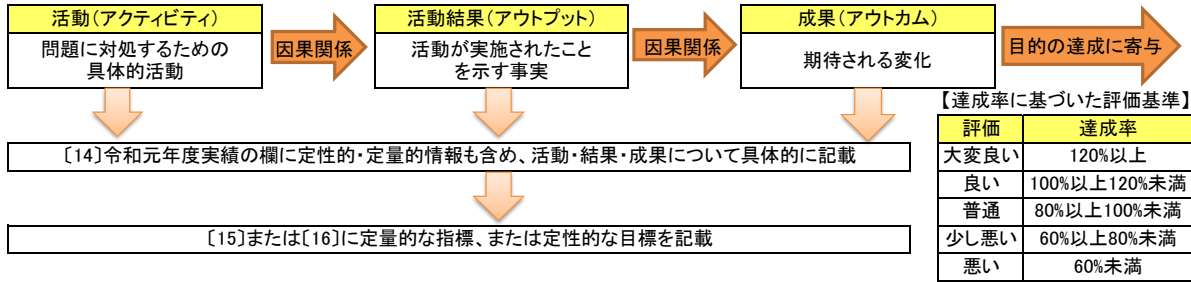 活動(アクティビティ)
問題に対処するための
具体的活動
因果関係
活動結果(アウトプット)
活動が実施されたこと
を示す事実
因果関係
成果(アウトカム)
期待される変化
目的の達成に寄与
〔14〕令和元年度実績の欄に定性的・定量的情報も含め、活動・結果・成果について具体的に記載
〔15〕または〔16〕に定量的な指標、または定性的な目標を記載
【達成率に基づいた評価基準】
評価 達成率
大変良い 120%以上
良い 100%以上120%未満
普通 80%以上100%未満
少し悪い 60%以上80%未満
悪い 60%未満